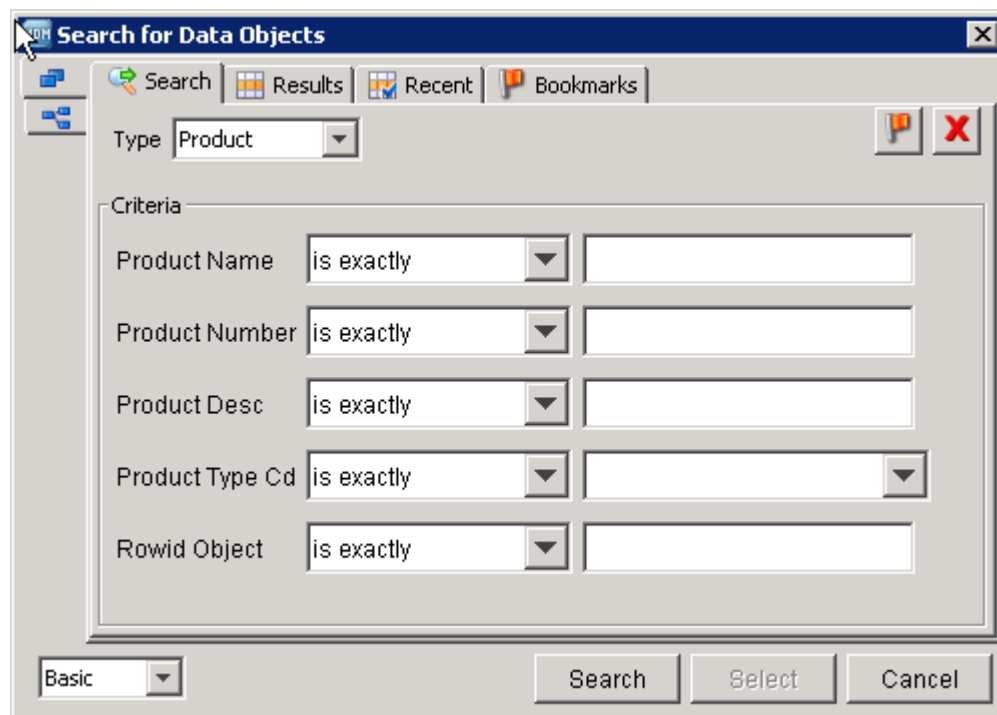 MDM Search for Data Objects
Search Results Recent Bookmarks
Type Product
Criteria
Product Name is exactly
Product Number is exactly
Product Desc is exactly
Product Type Cd is exactly
Rowid Object is exactly
Basic Search Select Cancel